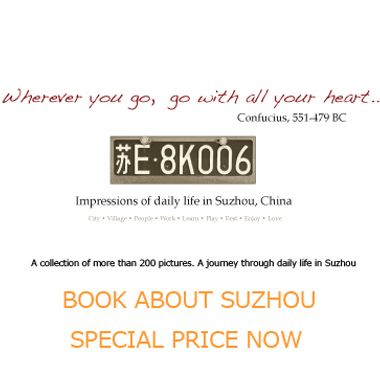 Wherever you go, go with all your heart..
Confucius, 551-479 BC
苏E·8K006
Impressions of daily life in Suzhou, China
City • Village • People • Work • Learn • Play • Rest • Enjoy • Love
A collection of more than 200 pictures. A journey through daily life in Suzhou
BOOK ABOUT SUZHOU
SPECIAL PRICE NOW